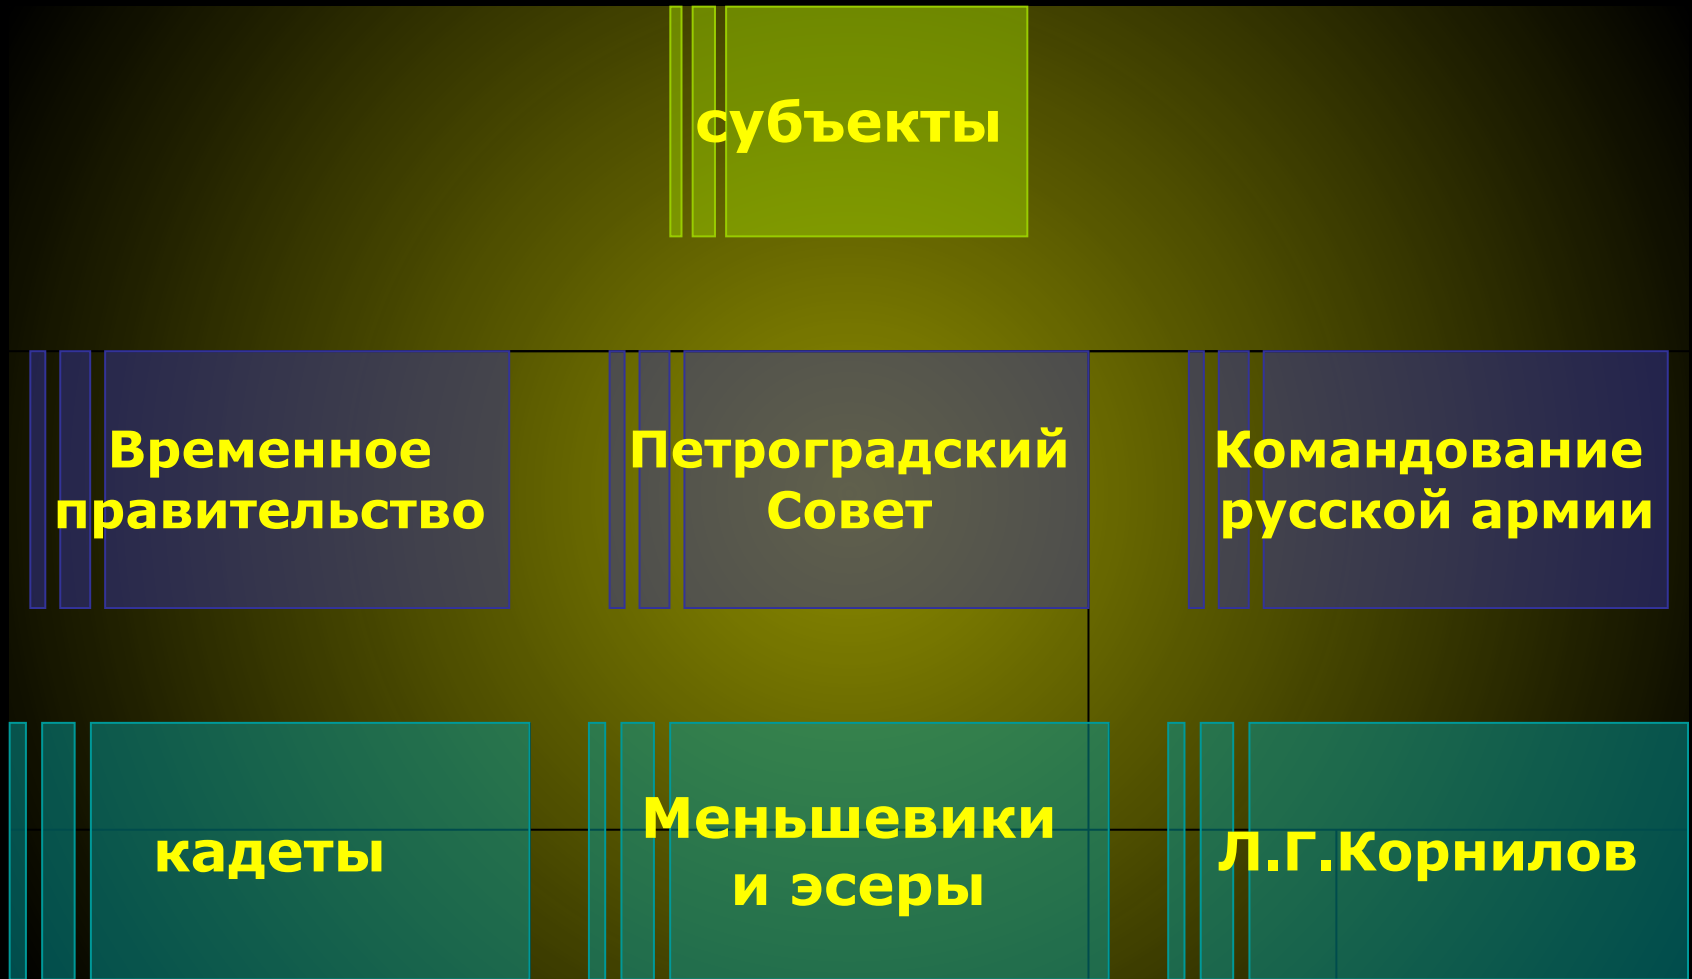 субъекты
Временное
правительство
Петроградский
Совет
Командование
русской армии
кадеты
Меньшевики
и эсеры
Л.Г.Корнилов